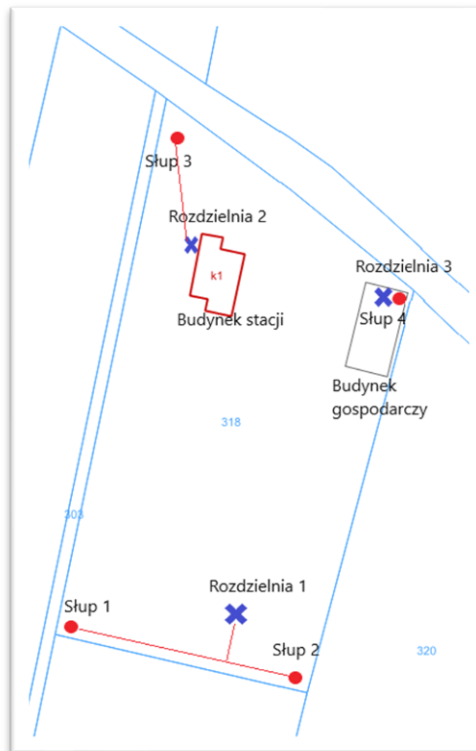 Słup 3
Rozdzielnia 2
k1
Rozdzielnia 3
Budynek stacji
Słup 4
Budynek
gospodarczy
318
303
Rozdzielnia 1
Słup 1
Słup 2
320